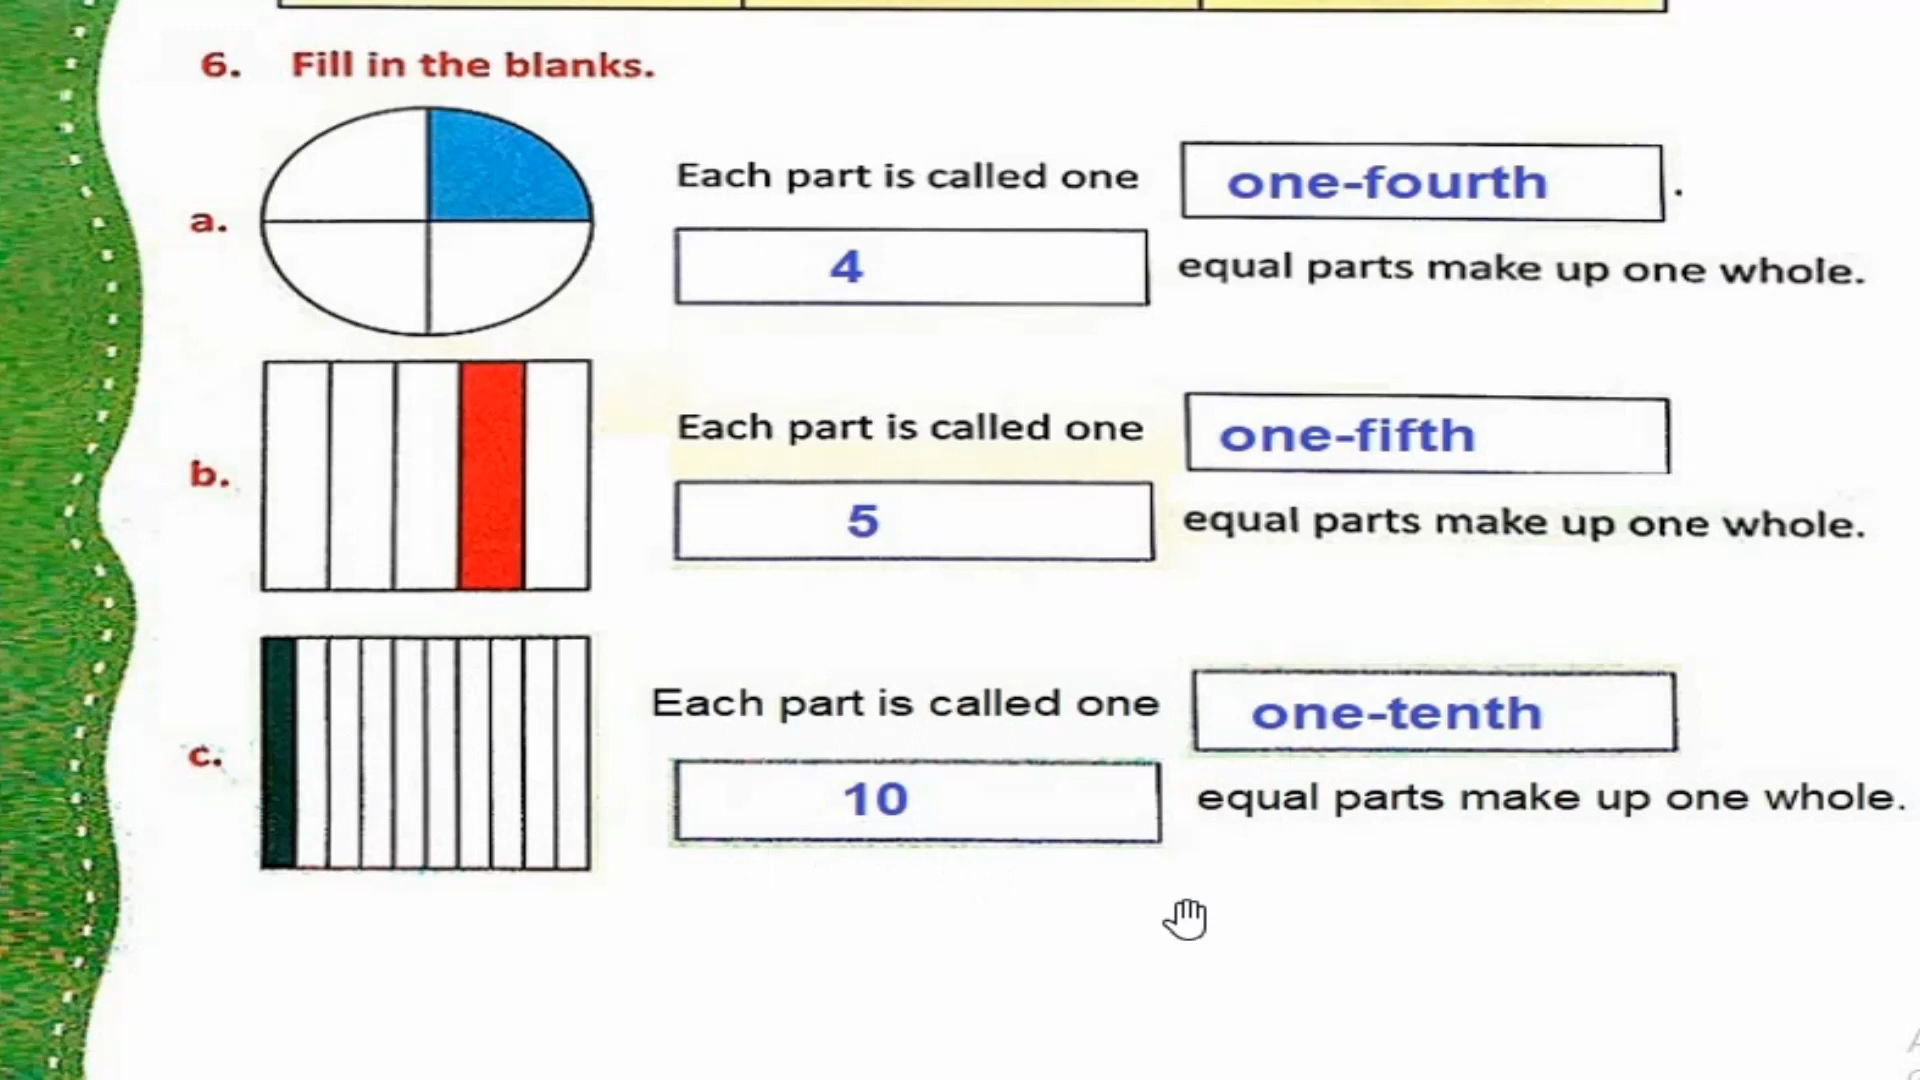 6. Fill in the blanks.
Each part is called one one-fourth .
a.
4 equal parts make up one whole.
Each part is called one one-fifth
b.
5 equal parts make up one whole.
Each part is called one one-tenth
c.
10 equal parts make up one whole.